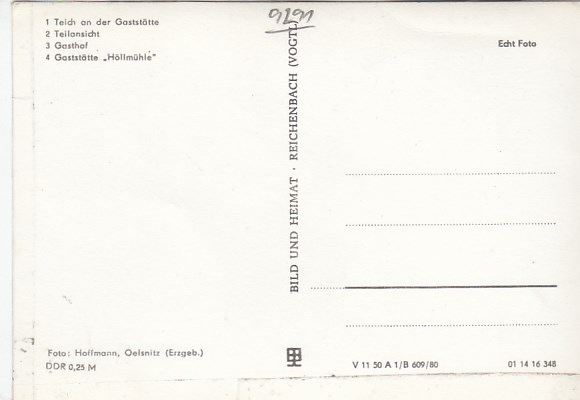 1 Teich an der Gaststätte
2 Teilansicht
3 Gasthof
4 Gaststätte „Höllmühle"
9291
Echt Foto
BILD UND HEIMAT · REICHENBACH (VOGTL)
Foto: Hoffmann, Oelsnitz (Erzgeb.)
DDR 0,25 M
V 11 50 A 1/B 609/80
01 14 16 348